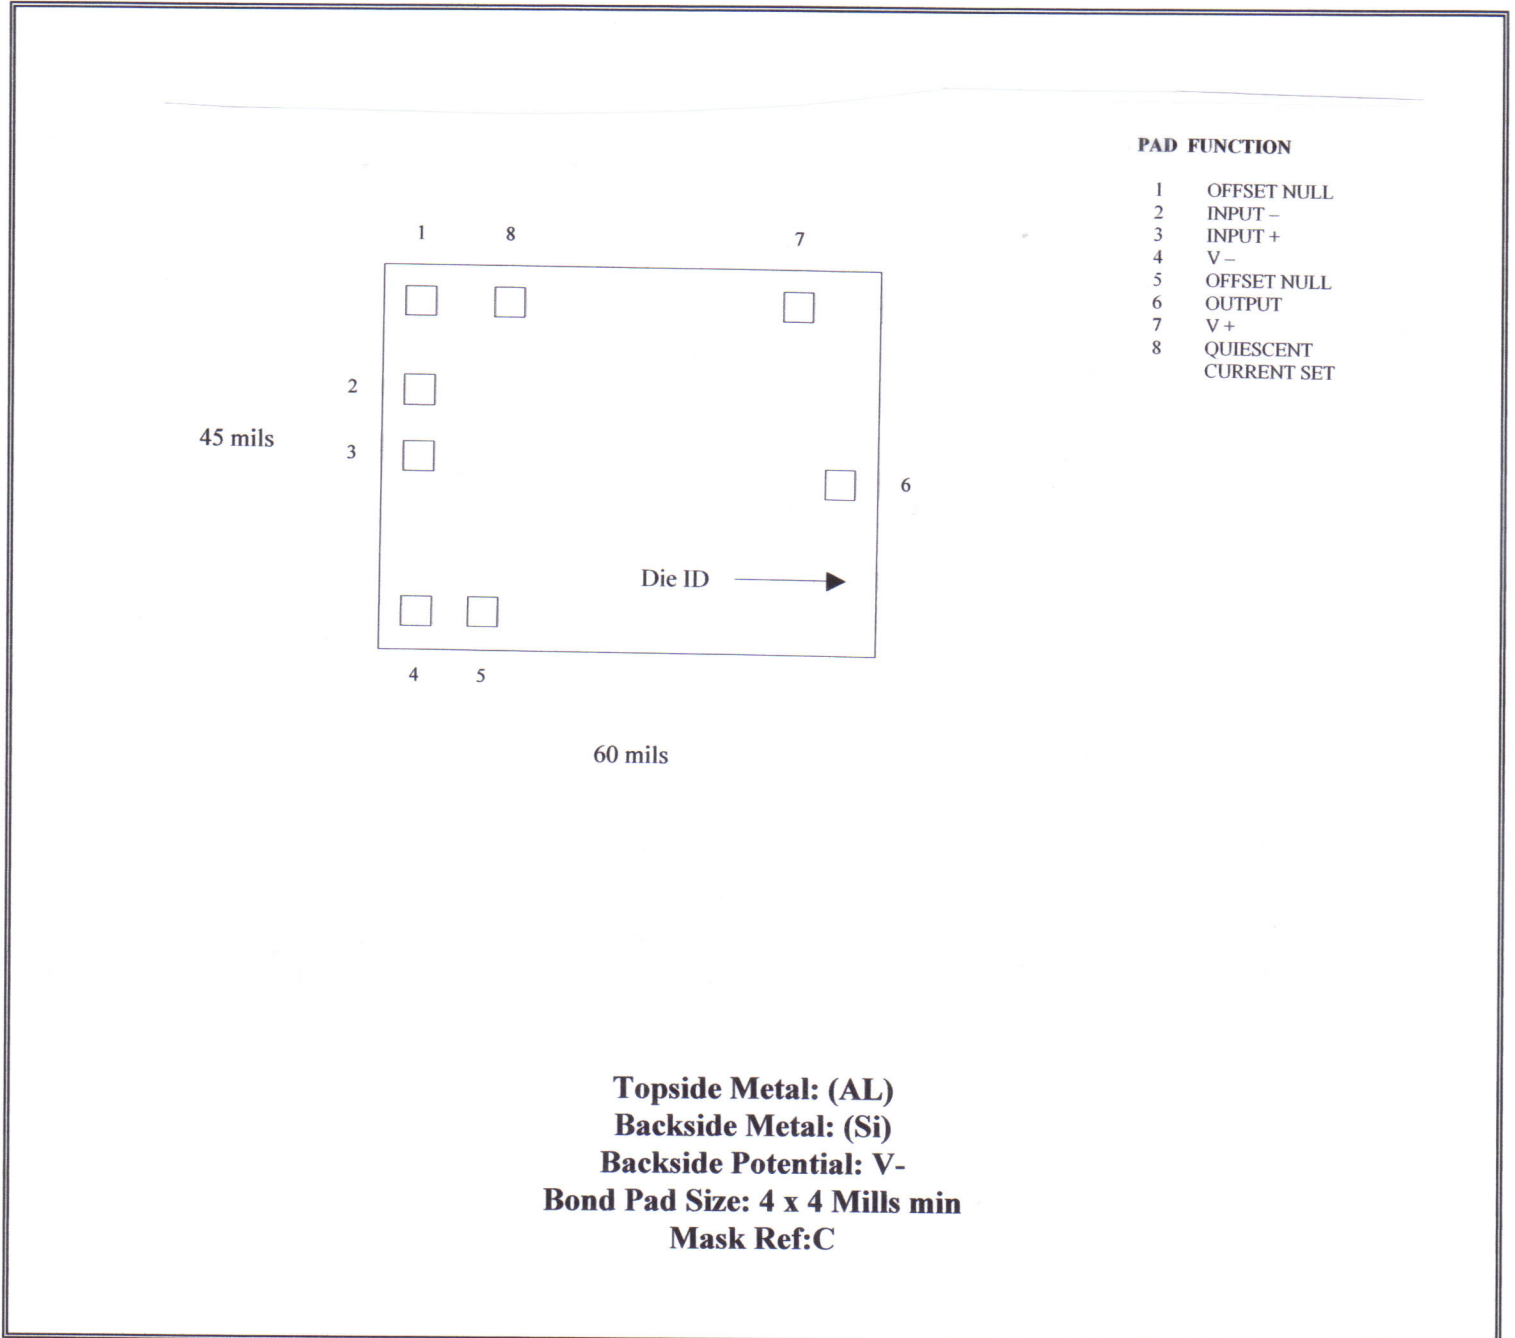 PAD FUNCTION
1 OFFSET NULL
2 INPUT –
3 INPUT +
4 V –
5 OFFSET NULL
6 OUTPUT
7 V +
8 QUIESCENT
CURRENT SET
1 8 7
2
45 mils
3
6
Die ID
4 5
60 mils
Topside Metal: (AL)
Backside Metal: (Si)
Backside Potential: V-
Bond Pad Size: 4 x 4 Mills min
Mask Ref:C